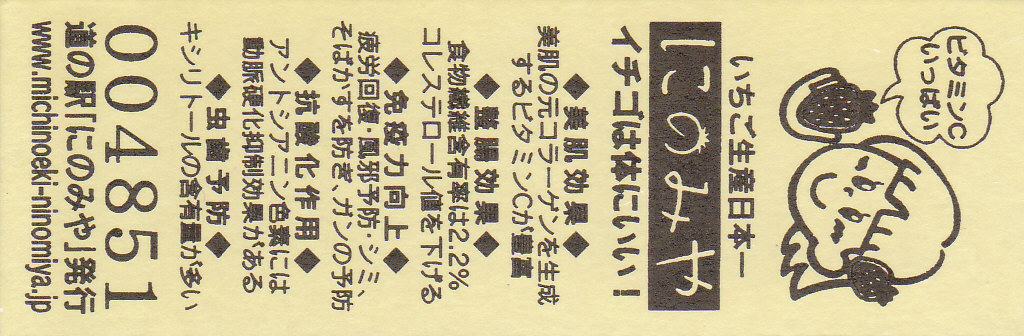 ビタミンC
いっぱい
いちご生産日本一
にのみや
イチゴは体にいい！
◆美肌効果◆
美肌の元コラーゲンを生成
するビタミンCが豊富
◆整腸効果◆
食物繊維含有率は2.2%
コレステロール値を下げる
◆免疫力向上◆
疲労回復・風邪予防・シミ、
そばかすを防ぎ、ガンの予防
◆抗酸化作用◆
アントシアニン色素には
動脈硬化抑制効果がある
◆虫歯予防◆
キシリトールの含有量が多い
004851
道の駅「にのみや」発行
www.michinoeki-ninomiya.jp